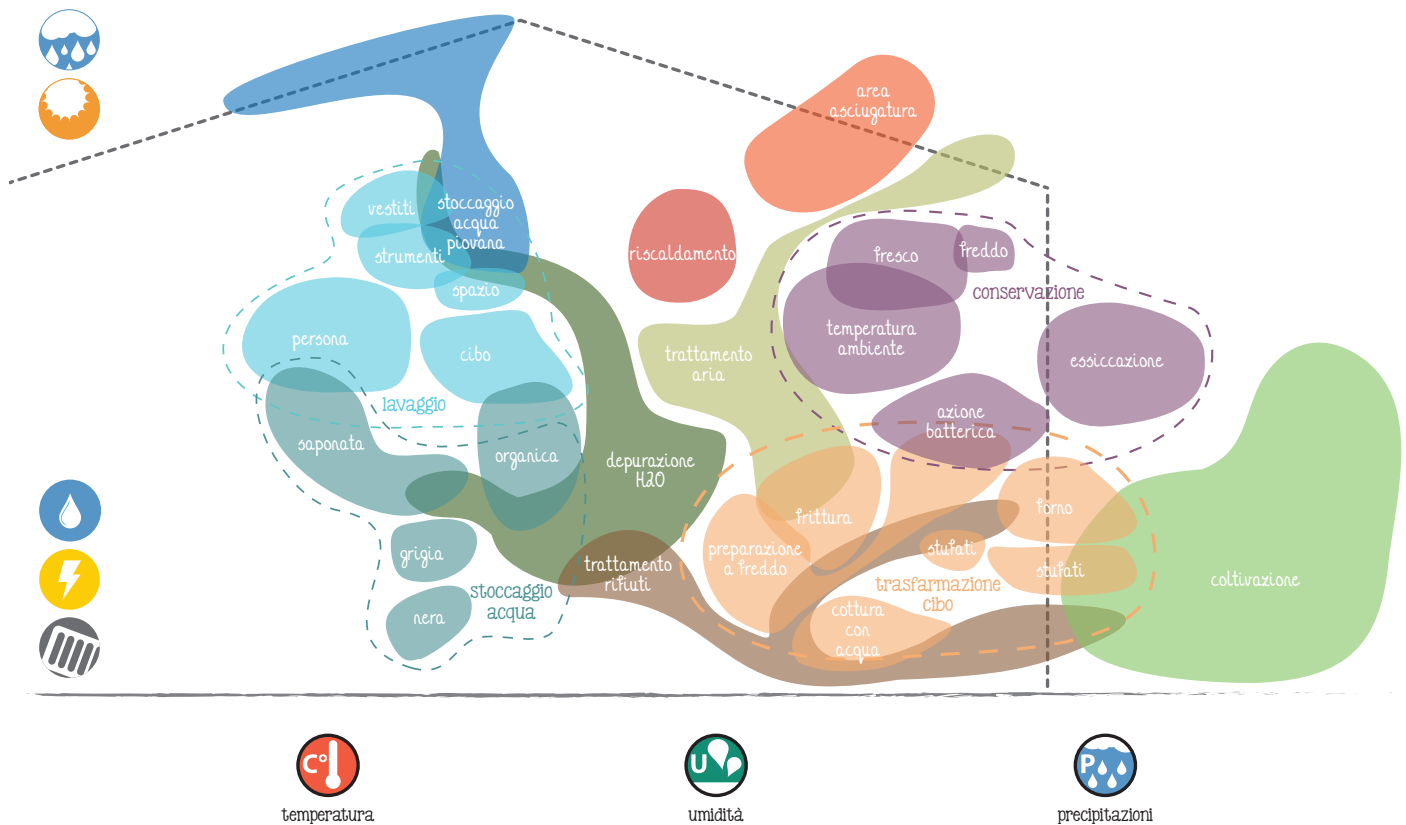 area
asciugatura
vestiti
stoccaggio
acqua
piovana
strumenti
riscaldamento
fresco
freddo
spazio
conservazione
persona
cibo
temperatura
ambiente
trattamento
aria
essiccazione
lavaggio
azione
batterica
saponata
organica
depurazione
H2O
frittura
forno
grigia
preparazione
a freddo
stufati
stufati
trattamento
rifiuti
coltivazione
stoccaggio
acqua
trasfarmazione
cibo
nera
cottura
con
acqua
C°
U
P
temperatura
umidità
precipitazioni